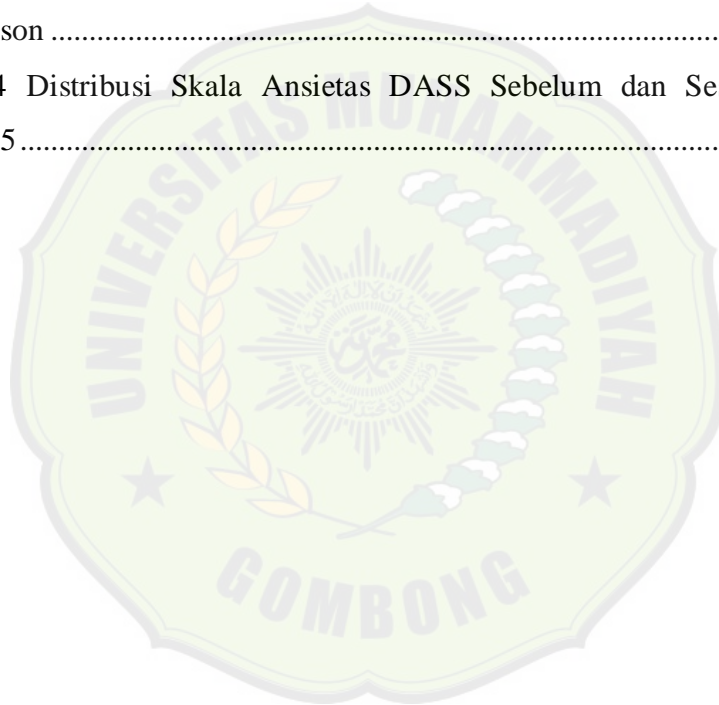 son ................................................................................
4 Distribusi Skala Ansietas DASS Sebelum dan Se
5 ....................................................................................
UNIVERSITAS MUHAMMADIYAH
GOMBONG